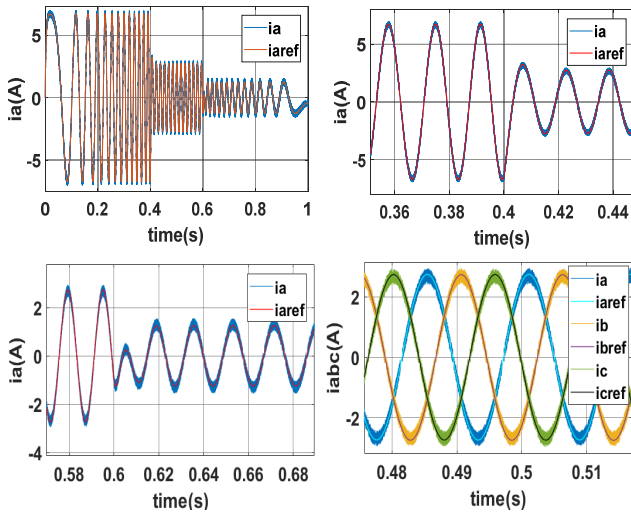 ia
iaref
ia(A)
5
0
-5
0 0.2 0.4 0.6 0.8 1
time(s)
ia
iaref
ia(A)
5
0
-5
0.36 0.38 0.4 0.42 0.44
time(s)
ia
iaref
ia(A)
2
0
-2
-4
0.58 0.6 0.62 0.64 0.66 0.68
time(s)
ia
iaref
ib
ibref
ic
icref
iabc(A)
2
0
-2
0.48 0.49 0.5 0.51
time(s)